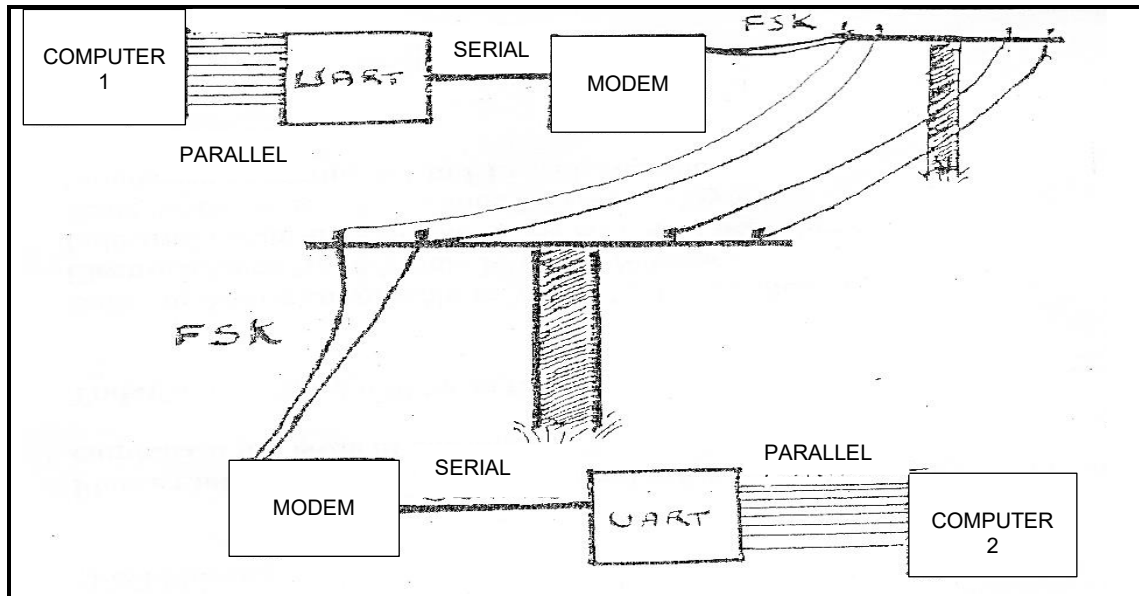 COMPUTER
1
UART
SERIAL
MODEM
FSK
PARALLEL
FSK
MODEM
SERIAL
UART
PARALLEL
COMPUTER
2